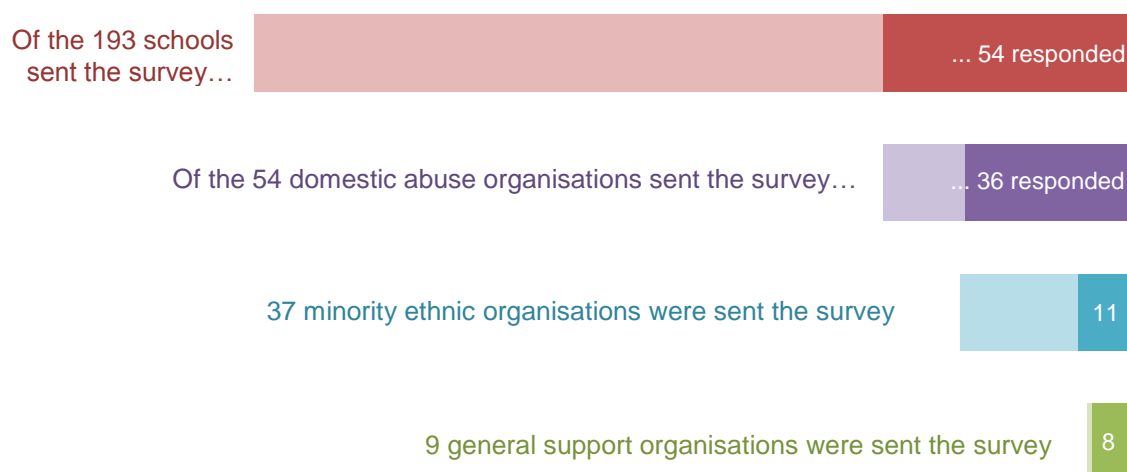 Of the 193 schools
sent the survey…
... 54 responded
Of the 54 domestic abuse organisations sent the survey…
... 36 responded
37 minority ethnic organisations were sent the survey
11
9 general support organisations were sent the survey
8